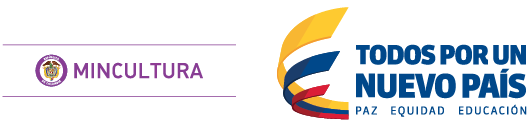 MINCULTURA
TODOS POR UN
NUEVO PAÍS
PAZ EQUIDAD EDUCACIÓN